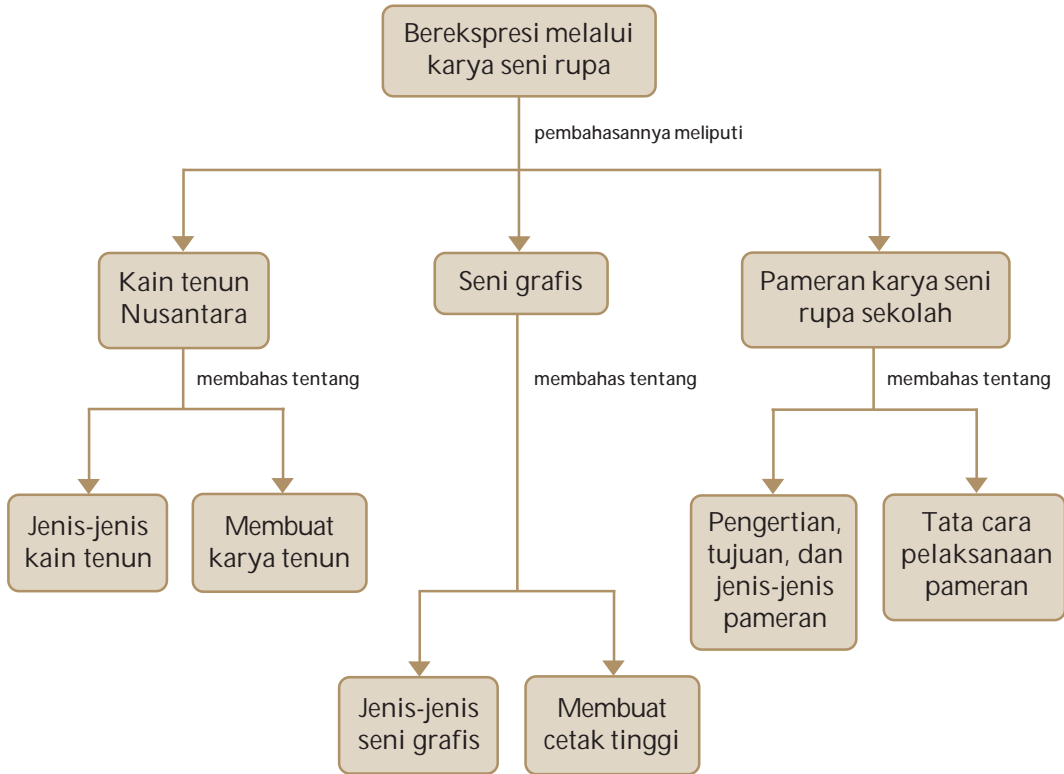 Berekspresi melalui
karya seni rupa
pembahasannya meliputi
Kain tenun
Nusantara
Seni grafis
Pameran karya seni
rupa sekolah
membahas tentang
membahas tentang
membahas tentang
Jenis-jenis
kain tenun
Membuat
karya tenun
Pengertian,
tujuan, dan
jenis-jenis
pameran
Tata cara
pelaksanaan
pameran
Jenis-jenis
seni grafis
Membuat
cetak tinggi